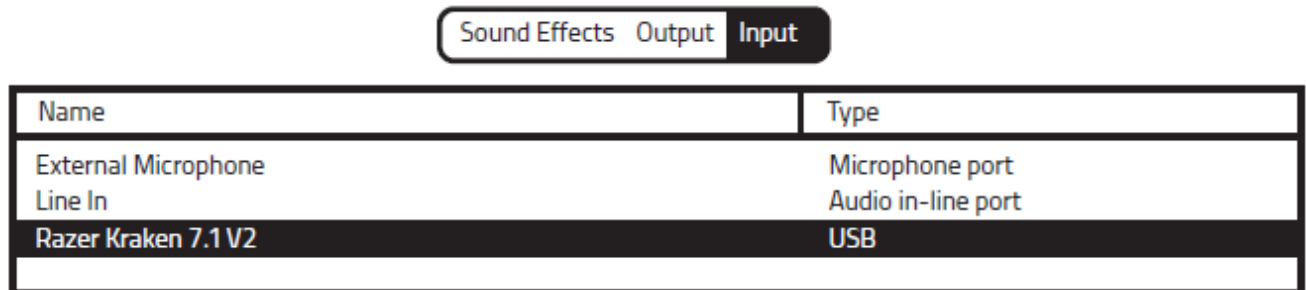 Sound Effects Output Input
Name Type
External Microphone Microphone port
Line In Audio in-line port
Razer Kraken 7.1 V2 USB